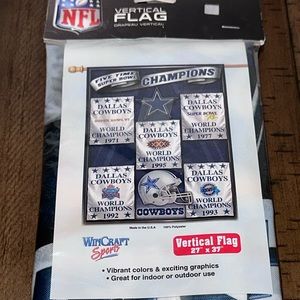 NFL
VERTICAL
FLAG
DRAPEAU VERTICAL
FIVE TIME
SUPER BOWL
CHAMPIONS
DALLAS
COWBOYS
WORLD
CHAMPIONS
1971
DALLAS
COWBOYS
WORLD
CHAMPIONS
1995
DALLAS
COWBOYS
SUPER BOWL
WORLD
CHAMPIONS
1977
DALLAS
COWBOYS
WORLD
CHAMPIONS
1992
COWBOYS
DALLAS
COWBOYS
WORLD
CHAMPIONS
1993
Made in the U.S.A. 100% Polyester
WINCRAFT
Sports
Vertical Flag
27" x 37"
• Vibrant colors & exciting graphics
• Great for indoor or outdoor use